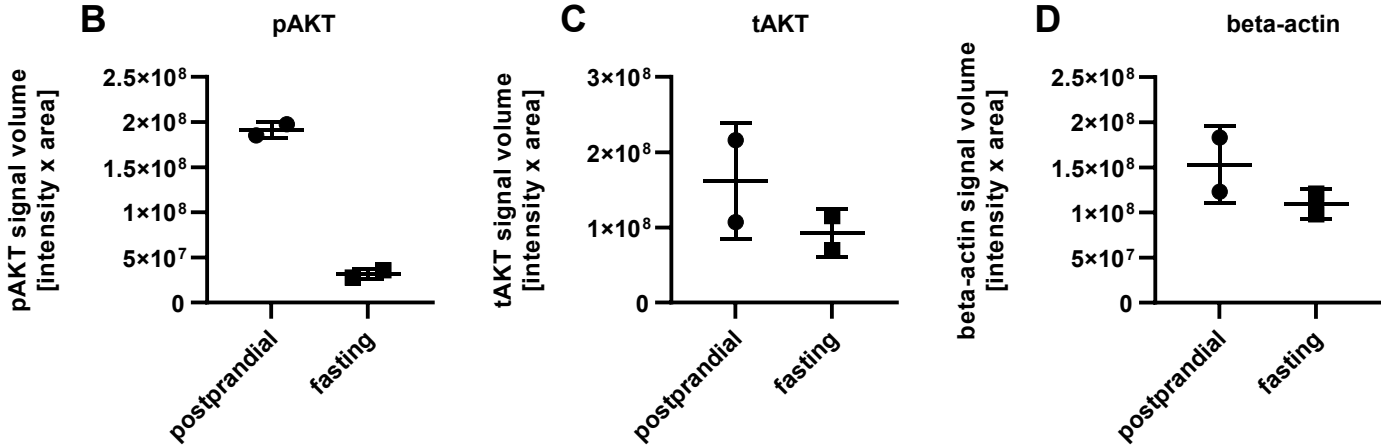 B
pAKT
pAKT signal volume
[intensity x area]
2.5×10⁸
2×10⁸
1.5×10⁸
1×10⁸
5×10⁷
0
postprandial
fasting
C
tAKT
tAKT signal volume
[intensity x area]
3×10⁸
2×10⁸
1×10⁸
0
postprandial
fasting
D
beta-actin
beta-actin signal volume
[intensity x area]
2.5×10⁸
2×10⁸
1.5×10⁸
1×10⁸
5×10⁷
0
postprandial
fasting